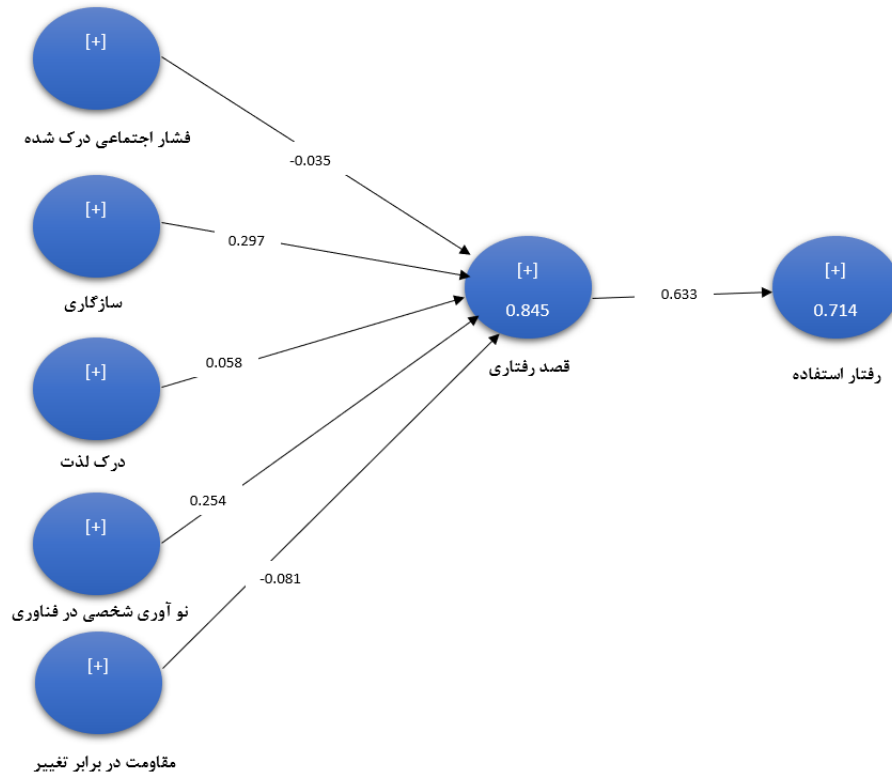 [+]
فشار اجتماعی درک شده
-0.035
[+]
سازگاری
0.297
[+]
درک لذت
0.058
[+]
نو آوری شخصی در فناوری
0.254
[+]
مقاومت در برابر تغییر
-0.081
[+]
0.845
قصد رفتاری
0.633
[+]
0.714
رفتار استفاده